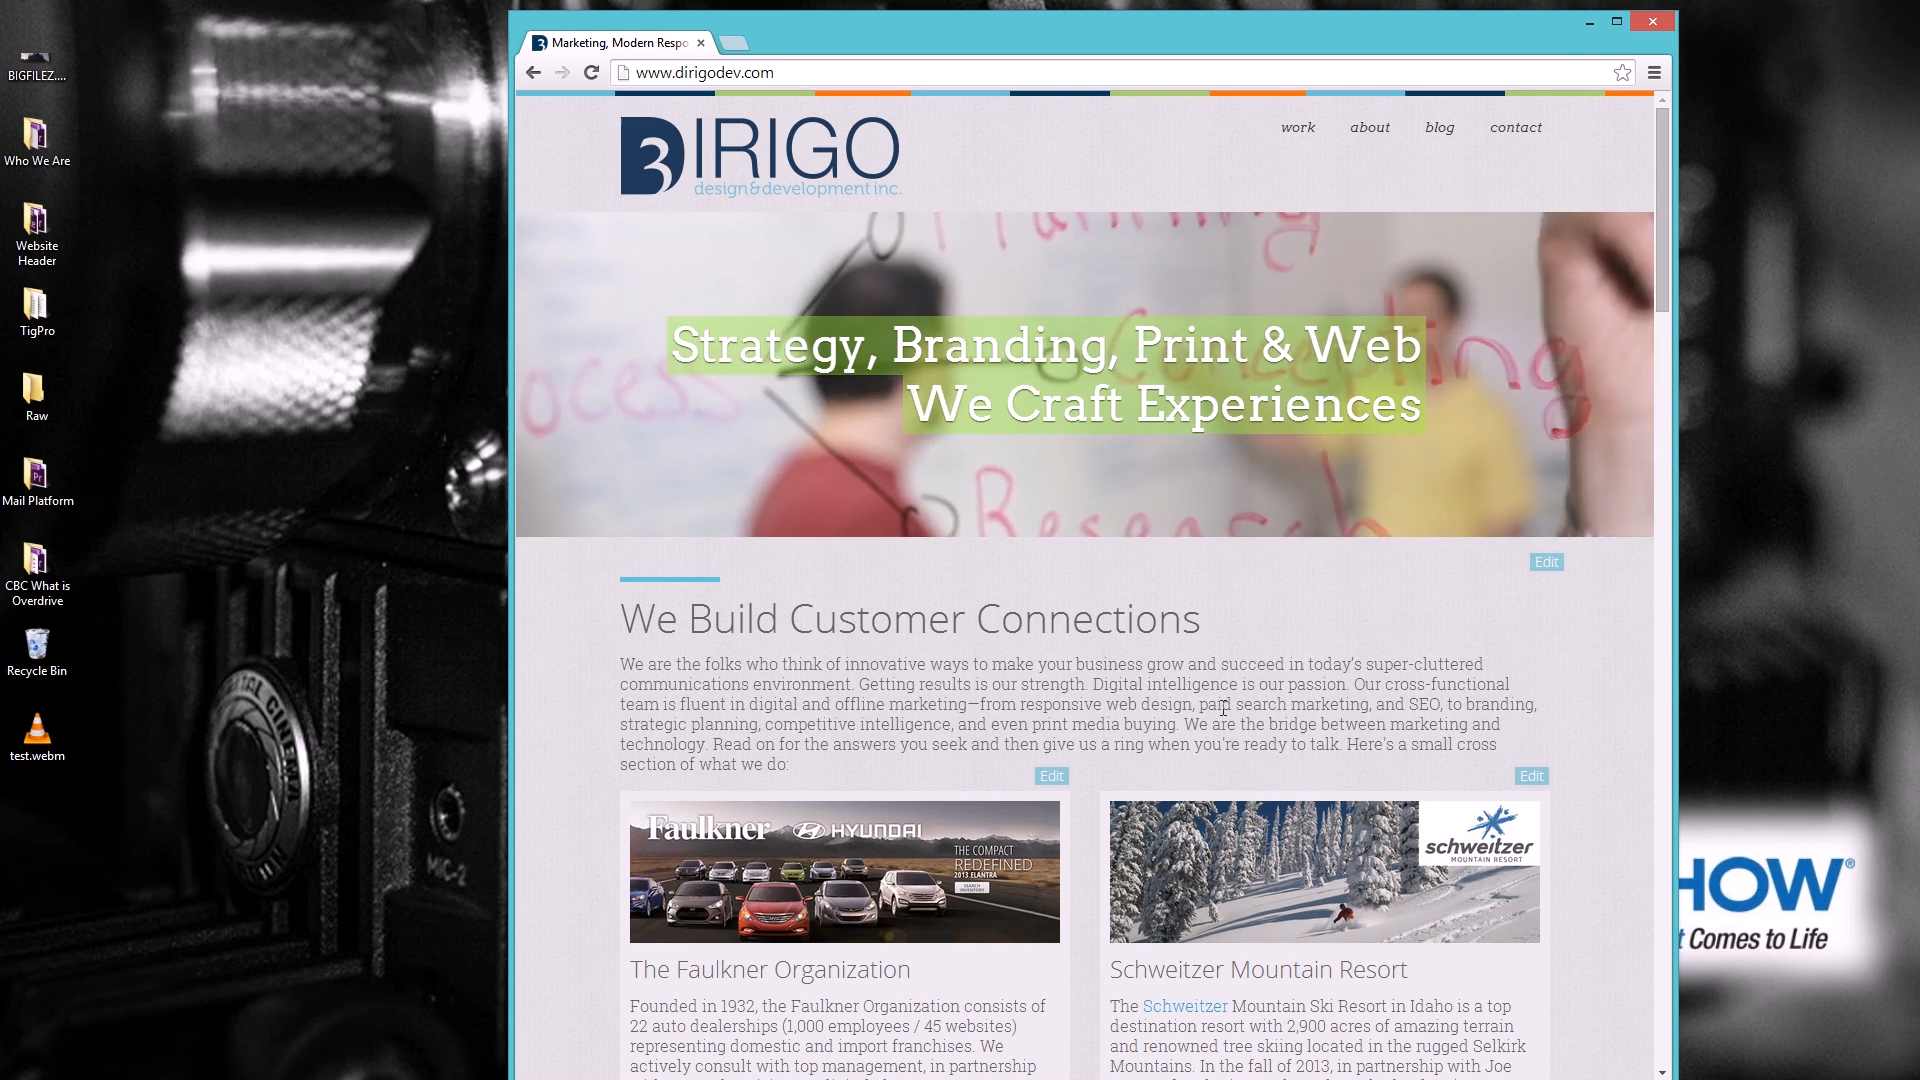 BIGFILEZ....
Who We Are
Website
Header
TigPro
Raw
Mail Platform
CBC What is
Overdrive
Recycle Bin
test.webm
MIC-2
Marketing, Modern Respo
www.dirigodev.com
DIRIGO
design&development inc.
work about blog contact
Planning
Process
Concepting
Research
Strategy, Branding, Print & Web
We Craft Experiences
Edit
We Build Customer Connections
We are the folks who think of innovative ways to make your business grow and succeed in today's super-cluttered
communications environment. Getting results is our strength. Digital intelligence is our passion. Our cross-functional
team is fluent in digital and offline marketing—from responsive web design, paid search marketing, and SEO, to branding,
strategic planning, competitive intelligence, and even print media buying. We are the bridge between marketing and
technology. Read on for the answers you seek and then give us a ring when you're ready to talk. Here's a small cross
section of what we do:
Edit
Faulkner HYUNDAI
THE COMPACT
REDEFINED
2013 ELANTRA
SEARCH
INVENTORY
The Faulkner Organization
Founded in 1932, the Faulkner Organization consists of
22 auto dealerships (1,000 employees / 45 websites)
representing domestic and import franchises. We
actively consult with top management, in partnership
Edit
schweitzer
MOUNTAIN RESORT
Schweitzer Mountain Resort
The Schweitzer Mountain Ski Resort in Idaho is a top
destination resort with 2,900 acres of amazing terrain
and renowned tree skiing located in the rugged Selkirk
Mountains. In the fall of 2013, in partnership with Joe
HOW®
t Comes to Life